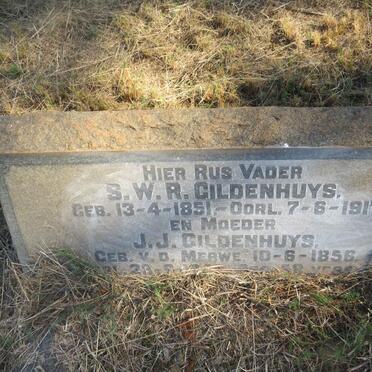 HIER RUS VADER
S.W.R. GILDENHUYS.
GEB. 13-4-1851.-OORL. 7-6-191
EN MOEDER
J.J. GILDENHUYS.
GEB. V.D. MERWE. 10-6-1856.